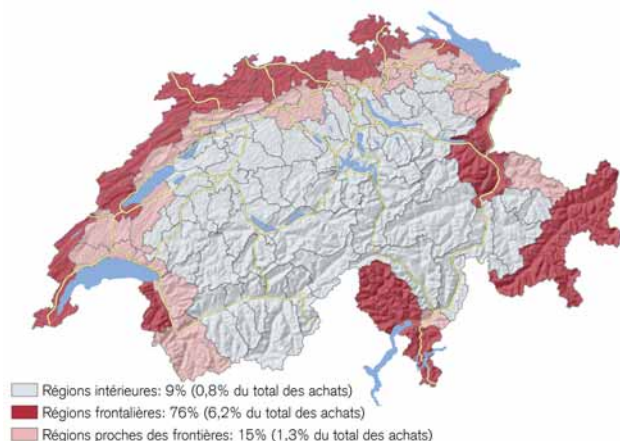 Régions intérieures: 9% (0,8% du total des achats)
Régions frontalières: 76% (6,2% du total des achats)
Régions proches des frontières: 15% (1,3% du total des achats)